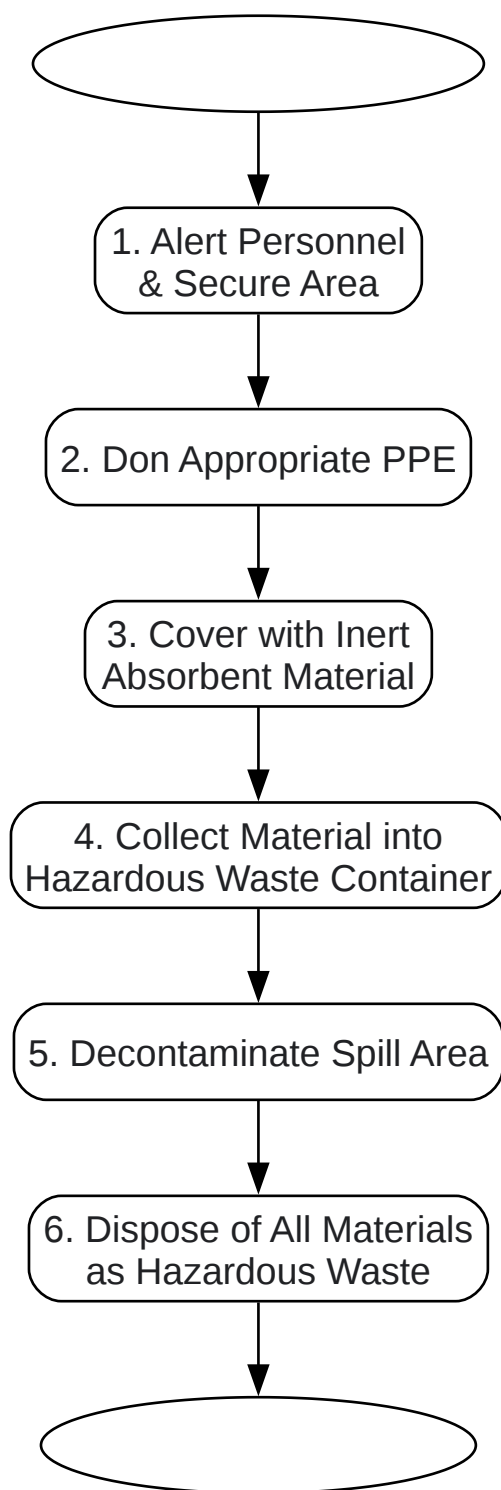 1. Alert Personnel
& Secure Area
2. Don Appropriate PPE
3. Cover with Inert
Absorbent Material
4. Collect Material into
Hazardous Waste Container
5. Decontaminate Spill Area
6. Dispose of All Materials
as Hazardous Waste